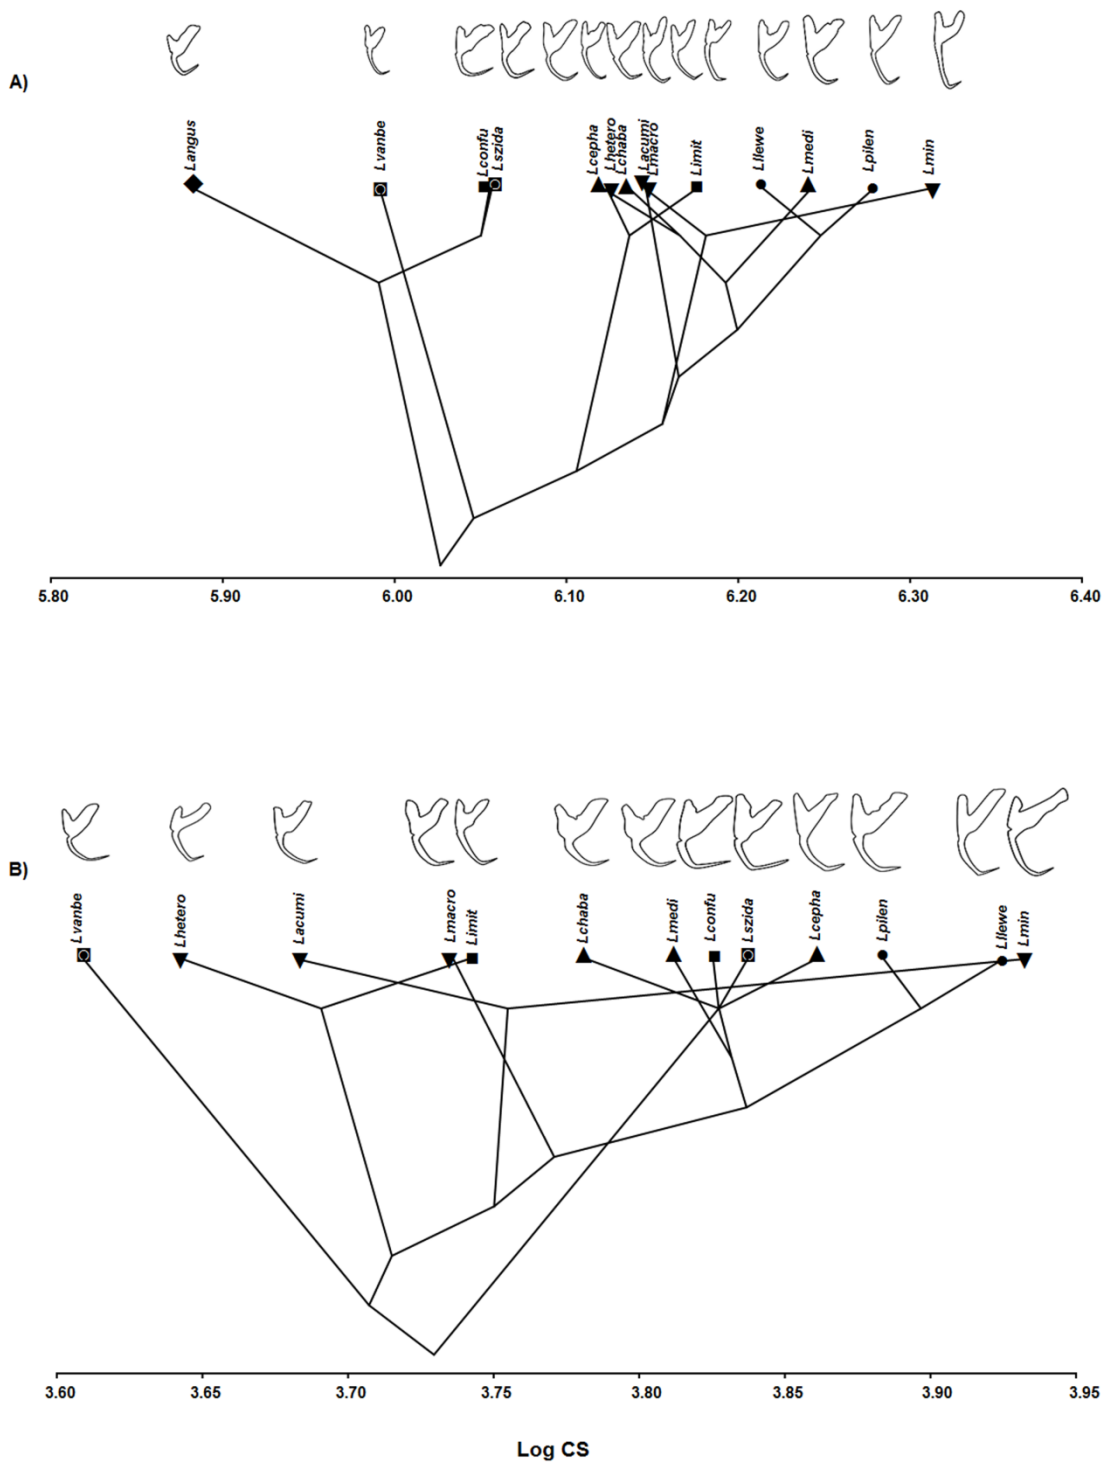 A)
Langus
Lvanbe
Lconfu
Lszida
Lcepha
Lhetero
Lchaba
Lacumi
Lmacro
Limit
Lllewe
Lmedi
Lpilen
Lmin
5.80 5.90 6.00 6.10 6.20 6.30 6.40
B)
Lvanbe
Lhetero
Lacumi
Lmacro
Limit
Lchaba
Lmedi
Lconfu
Lszida
Lcepha
Lpilen
Lllewe
Lmin
3.60 3.65 3.70 3.75 3.80 3.85 3.90 3.95
Log CS